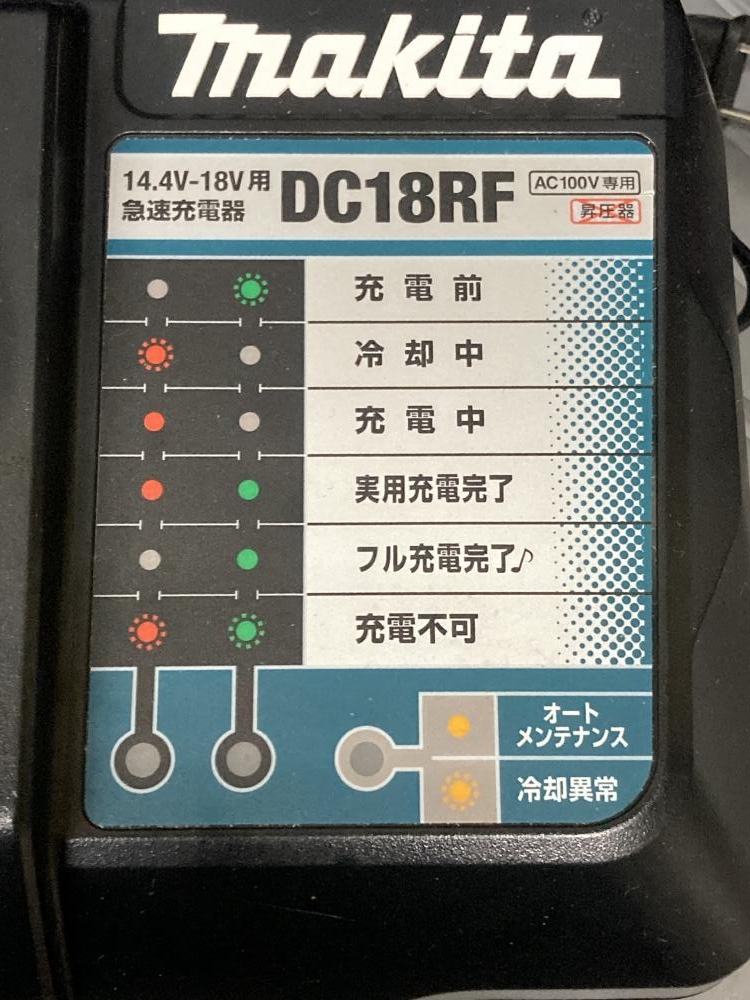 makita®
14.4V-18V用
急速充電器
DC18RF
AC100V専用
昇圧器
充電前
冷却中
充電中
実用充電完了
フル充電完了♪
充電不可
オート
メンテナンス
冷却異常